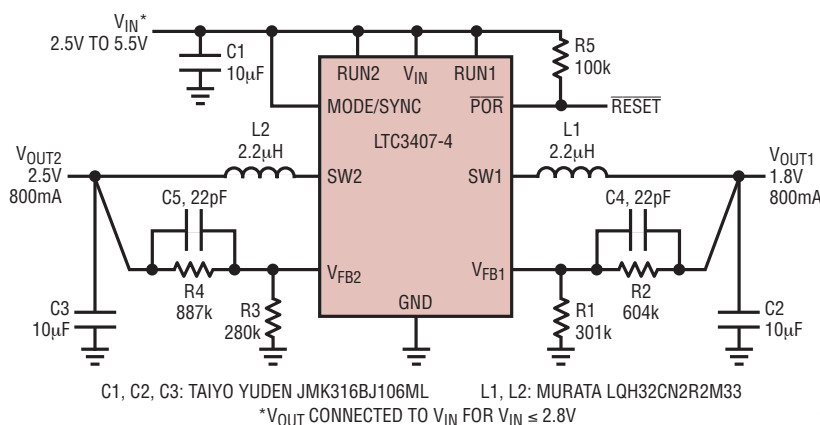 VIN*
2.5V TO 5.5V
C1
10µF
RUN2 VIN RUN1
R5
100k
MODE/SYNC
POR
RESET
LTC3407-4
L2
2.2µH
L1
2.2µH
VOUT2
2.5V
800mA
SW2
SW1
VOUT1
1.8V
800mA
C5, 22pF
C4, 22pF
VFB2
VFB1
R4
887k
R2
604k
C3
10µF
R3
280k
GND
R1
301k
C2
10µF
C1, C2, C3: TAIYO YUDEN JMK316BJ106ML L1, L2: MURATA LQH32CN2R2M33
*VOUT CONNECTED TO VIN FOR VIN ≤ 2.8V